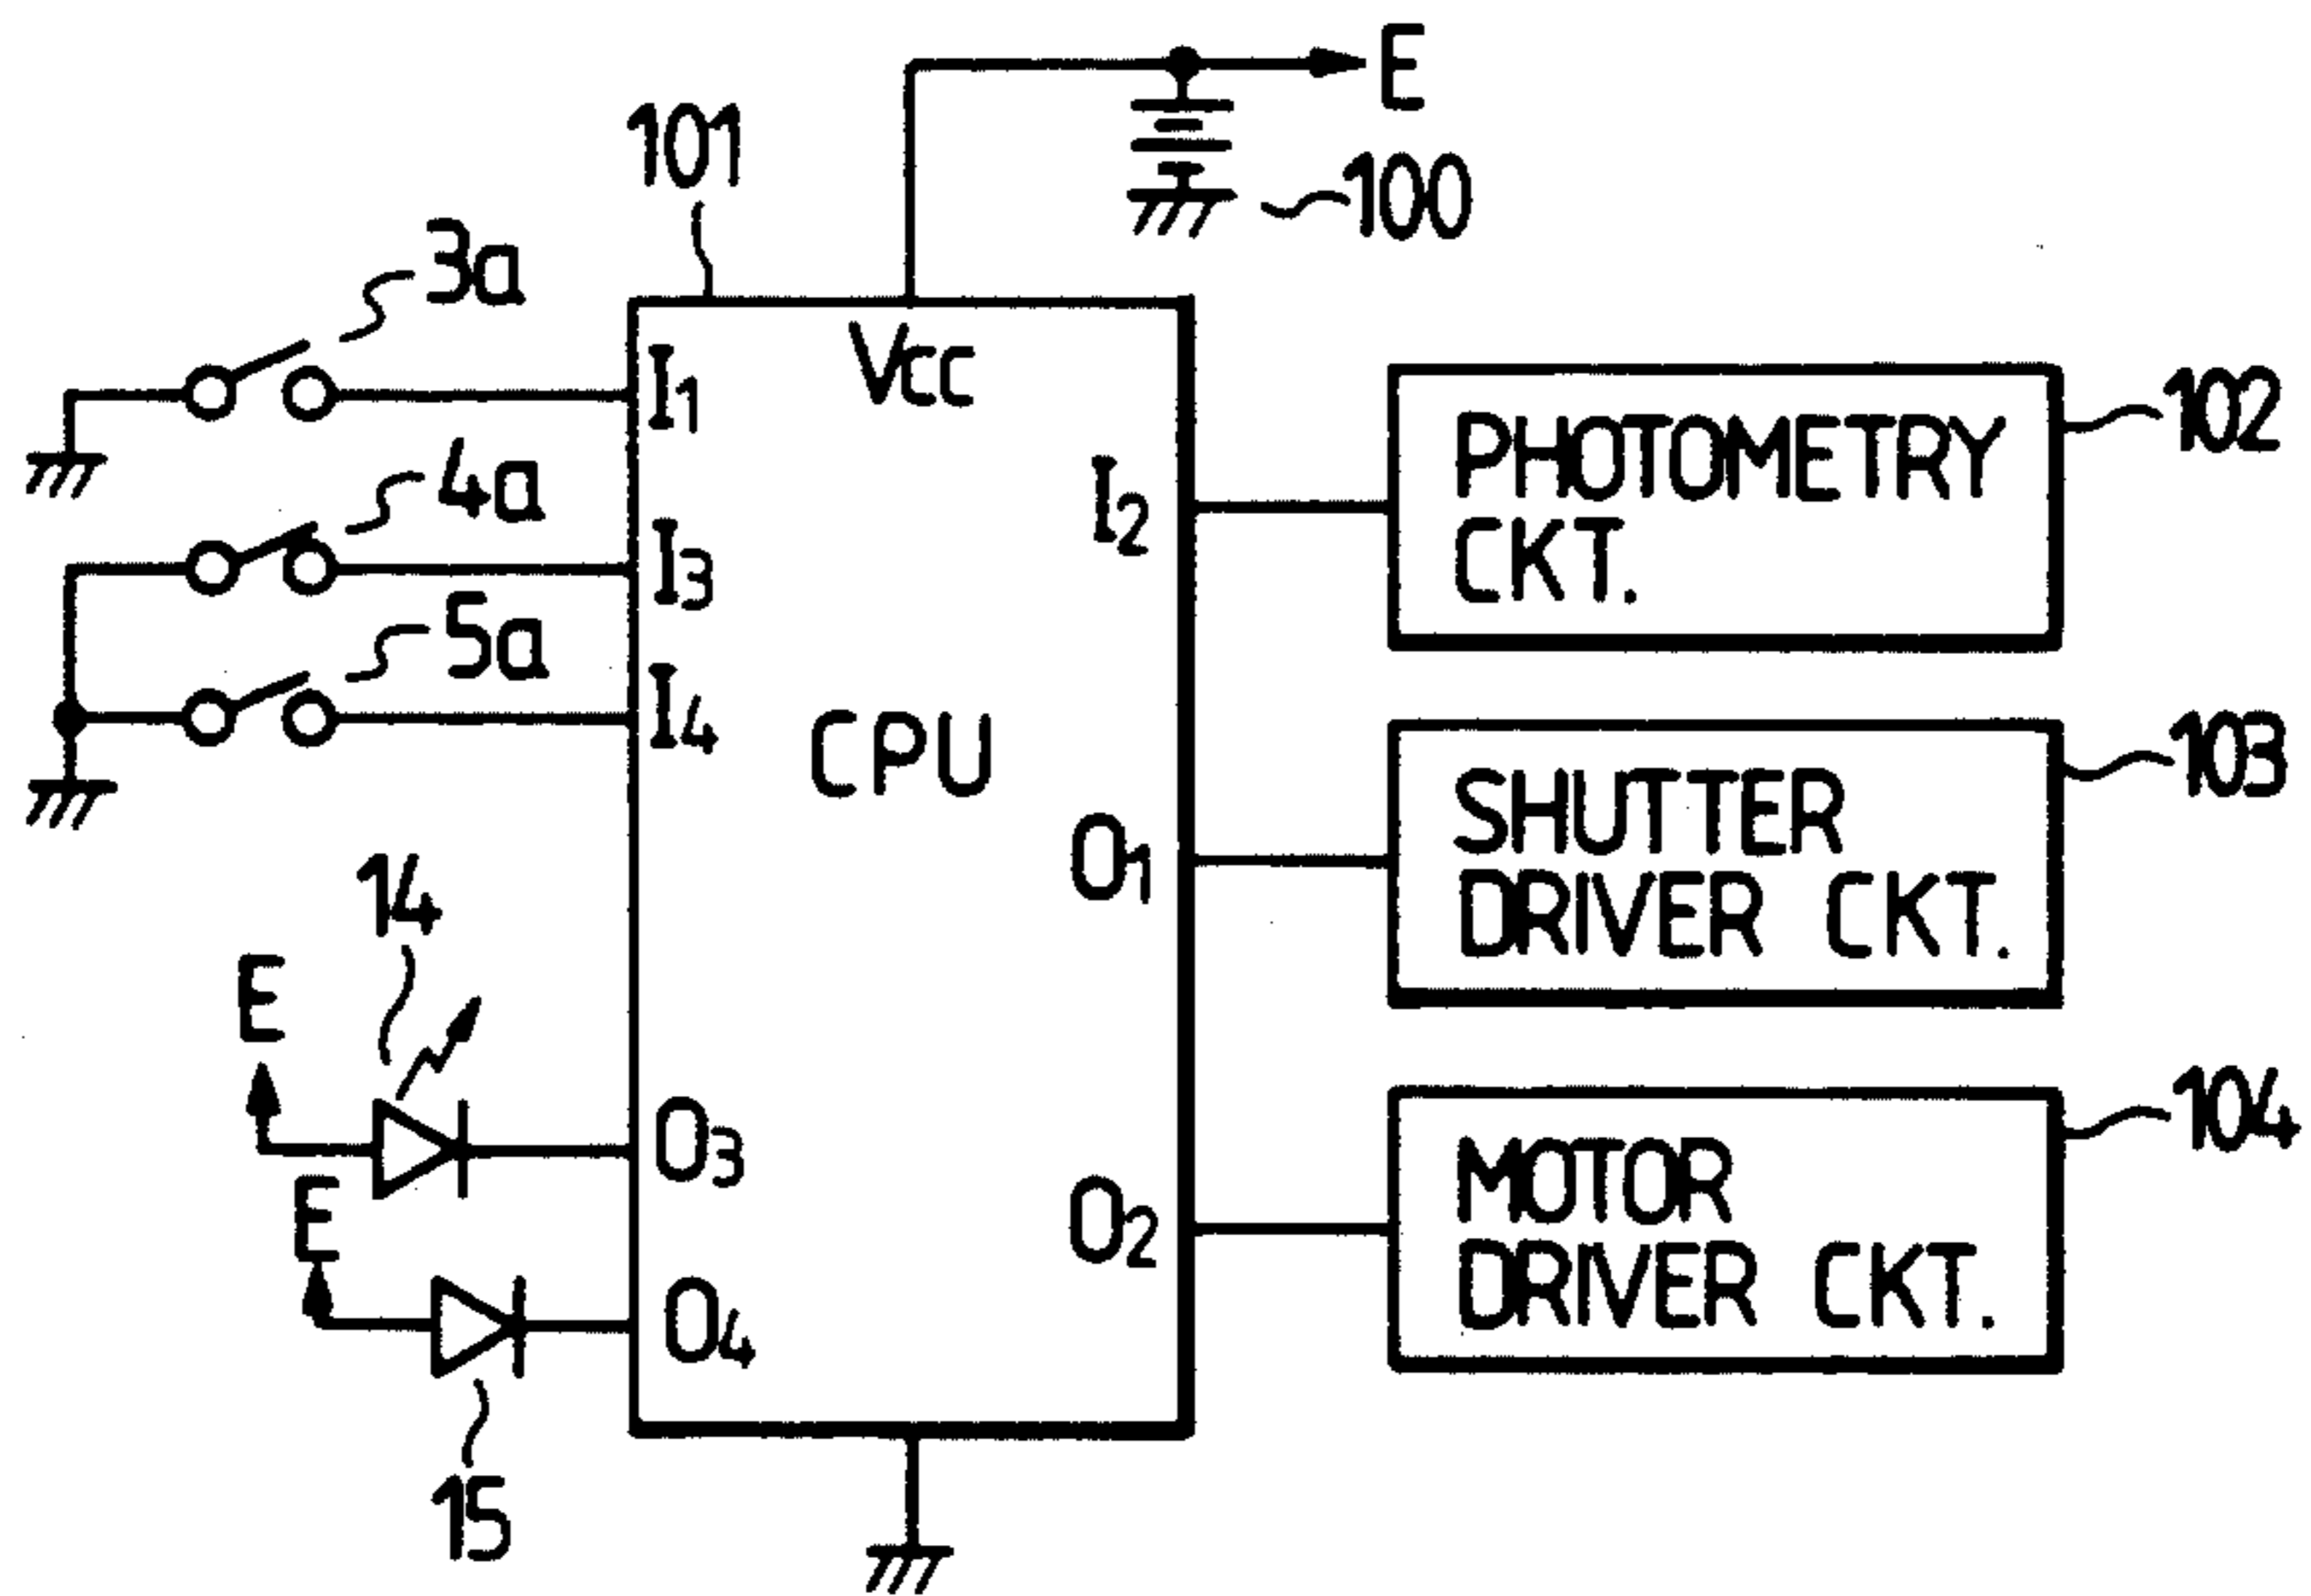 E
101
100
3a
Vcc
I1
102
4a
I2
PHOTOMETRY
CKT.
I3
5a
I4
CPU
103
SHUTTER
DRIVER CKT.
O1
14
E
104
O3
MOTOR
DRIVER CKT.
E
O2
O4
15